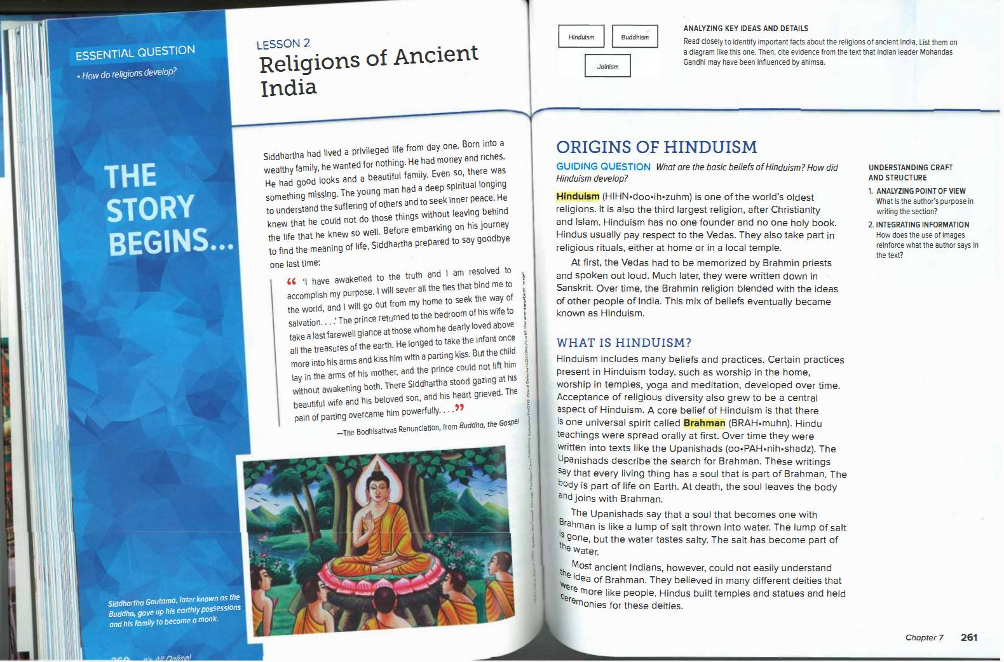 ESSENTIAL QUESTION
• How do religions develop?
THE
STORY
BEGINS...
Siddhartha Gautama, later known as the
Buddha, gave up his earthly possessions
and his family to become a monk.
It's All Online!
LESSON 2
Religions of Ancient
India
Siddhartha had lived a privileged life from day one. Born into a
wealthy family, he wanted for nothing. He had money and riches.
He had good looks and a beautiful family. Even so, there was
something missing. The young man had a deep spiritual longing
to understand the suffering of others and to seek inner peace. He
knew that he could not do those things without leaving behind
the life that he knew so well. Before embarking on his journey
to find the meaning of life, Siddhartha prepared to say goodbye
one last time:
“ 'I have awakened to the truth and I am resolved to
accomplish my purpose. I will sever all the ties that bind me to
the world, and I will go out from my home to seek the way of
salvation. . . .' The prince returned to the bedroom of his wife to
take a last farewell glance at those whom he dearly loved above
all the treasures of the earth. He longed to take the infant once
more into his arms and kiss him with a parting kiss. But the child
lay in the arms of his mother, and the prince could not lift him
without awakening both. There Siddhartha stood gazing at his
beautiful wife and his beloved son, and his heart grieved. The
pain of parting overcame him powerfully. . . .”
—The Bodhisattvas Renunciation, from Buddha, the Gospel
Hinduism
Buddhism
Jainism
ANALYZING KEY IDEAS AND DETAILS
Read closely to identify important facts about the religions of ancient India. List them on
a diagram like this one. Then, cite evidence from the text that Indian leader Mohandas
Gandhi may have been influenced by ahimsa.
ORIGINS OF HINDUISM
GUIDING QUESTION What are the basic beliefs of Hinduism? How did
Hinduism develop?
Hinduism (HIHN•doo•ih•zuhm) is one of the world's oldest
religions. It is also the third largest religion, after Christianity
and Islam. Hinduism has no one founder and no one holy book.
Hindus usually pay respect to the Vedas. They also take part in
religious rituals, either at home or in a local temple.
At first, the Vedas had to be memorized by Brahmin priests
and spoken out loud. Much later, they were written down in
Sanskrit. Over time, the Brahmin religion blended with the ideas
of other people of India. This mix of beliefs eventually became
known as Hinduism.
WHAT IS HINDUISM?
Hinduism includes many beliefs and practices. Certain practices
present in Hinduism today, such as worship in the home,
worship in temples, yoga and meditation, developed over time.
Acceptance of religious diversity also grew to be a central
aspect of Hinduism. A core belief of Hinduism is that there
is one universal spirit called Brahman (BRAH•muhn). Hindu
teachings were spread orally at first. Over time they were
written into texts like the Upanishads (oo•PAH•nih•shadz). The
Upanishads describe the search for Brahman. These writings
say that every living thing has a soul that is part of Brahman. The
body is part of life on Earth. At death, the soul leaves the body
and joins with Brahman.
The Upanishads say that a soul that becomes one with
Brahman is like a lump of salt thrown into water. The lump of salt
is gone, but the water tastes salty. The salt has become part of
the water.
Most ancient Indians, however, could not easily understand
the idea of Brahman. They believed in many different deities that
were more like people. Hindus built temples and statues and held
ceremonies for these deities.
UNDERSTANDING CRAFT
AND STRUCTURE
1. ANALYZING POINT OF VIEW
What is the author's purpose in
writing the section?
2. INTEGRATING INFORMATION
How does the use of images
reinforce what the author says in
the text?
Chapter 7 261